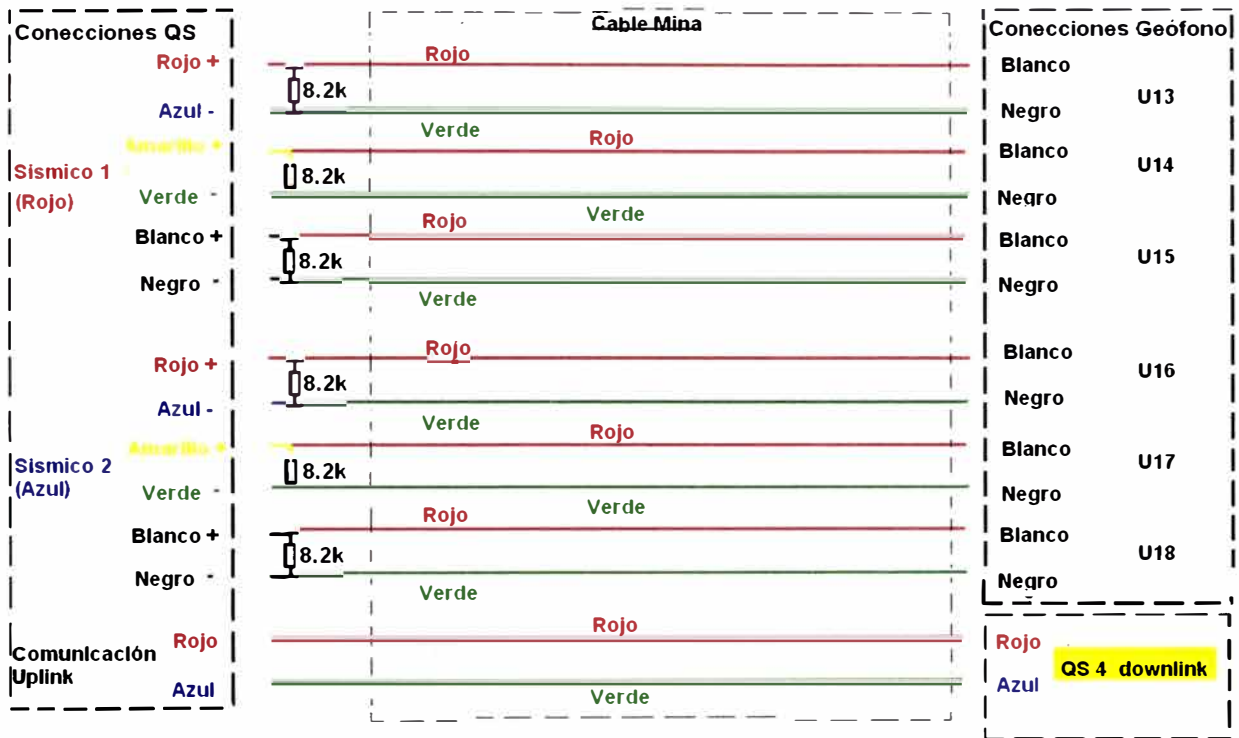 Conecciones QS
Cable Mina
Conecciones Geófono
Rojo +
Rojo
Blanco
8.2k
U13
Azul -
Verde
Negro
Amarillo +
Rojo
Blanco
Sismico 1
(Rojo)
8.2k
U14
Verde -
Verde
Negro
Blanco +
Rojo
Blanco
8.2k
U15
Negro -
Verde
Negro
Rojo +
Rojo
Blanco
8.2k
U16
Azul -
Verde
Negro
Amarillo +
Rojo
Blanco
Sismico 2
(Azul)
8.2k
U17
Verde -
Verde
Negro
Blanco +
Rojo
Blanco
8.2k
U18
Negro -
Verde
Negro
Comunicación
Uplink
Rojo
Rojo
Rojo
QS 4 downlink
Azul
Verde
Azul